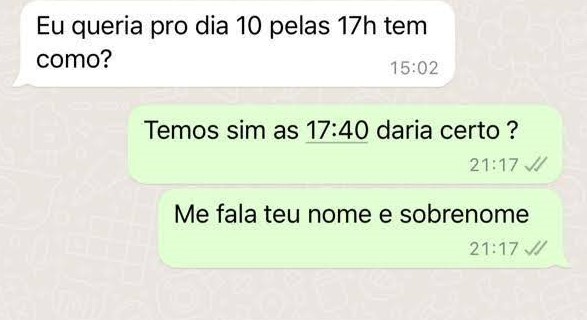 Eu queria pro dia 10 pelas 17h tem
como?
15:02
Temos sim as 17:40 daria certo ?
21:17
Me fala teu nome e sobrenome
21:17